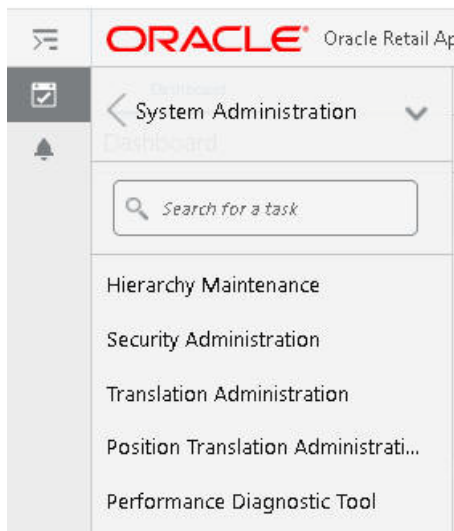 ORACLE® Oracle Retail Ap
Dashboard
System Administration
Dashboard
Search for a task
Hierarchy Maintenance
Security Administration
Translation Administration
Position Translation Administrati...
Performance Diagnostic Tool